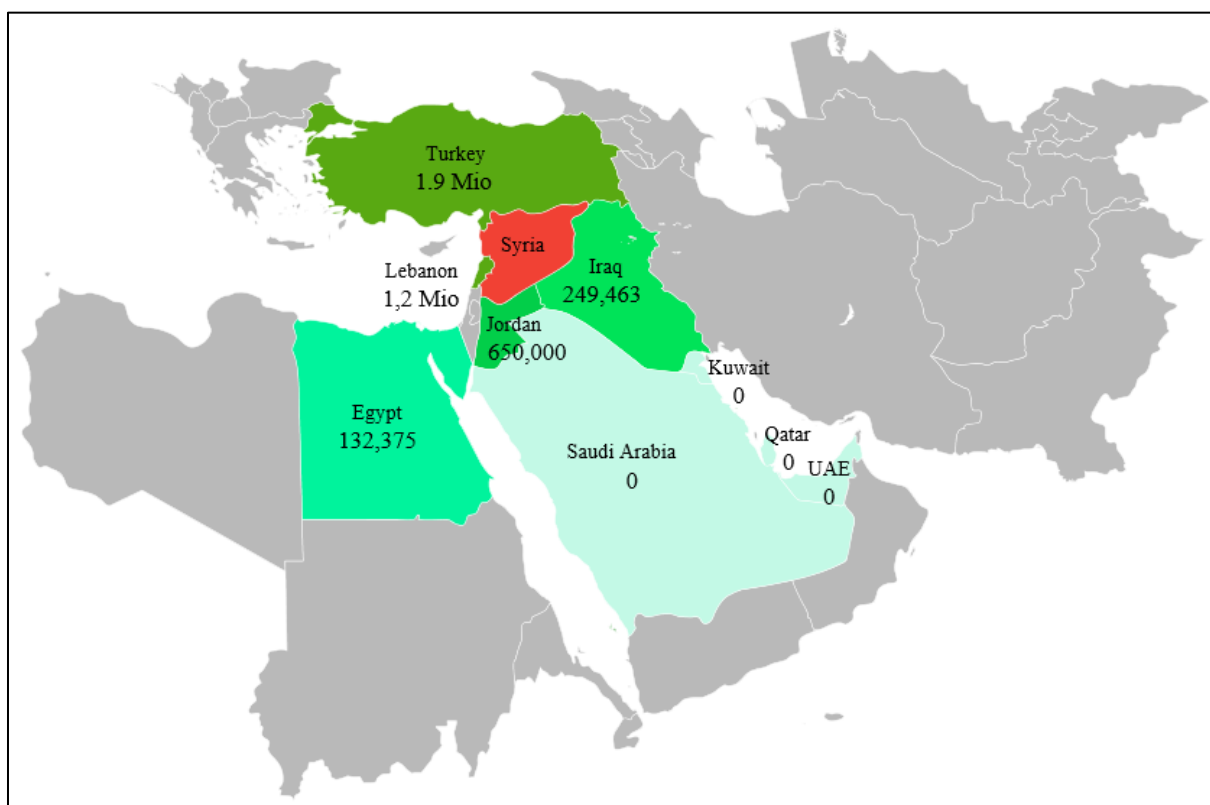 Turkey
1.9 Mio
Syria
Lebanon
1,2 Mio
Iraq
249,463
Jordan
650,000
Kuwait
0
Egypt
132,375
Saudi Arabia
0
Qatar
0
UAE
0